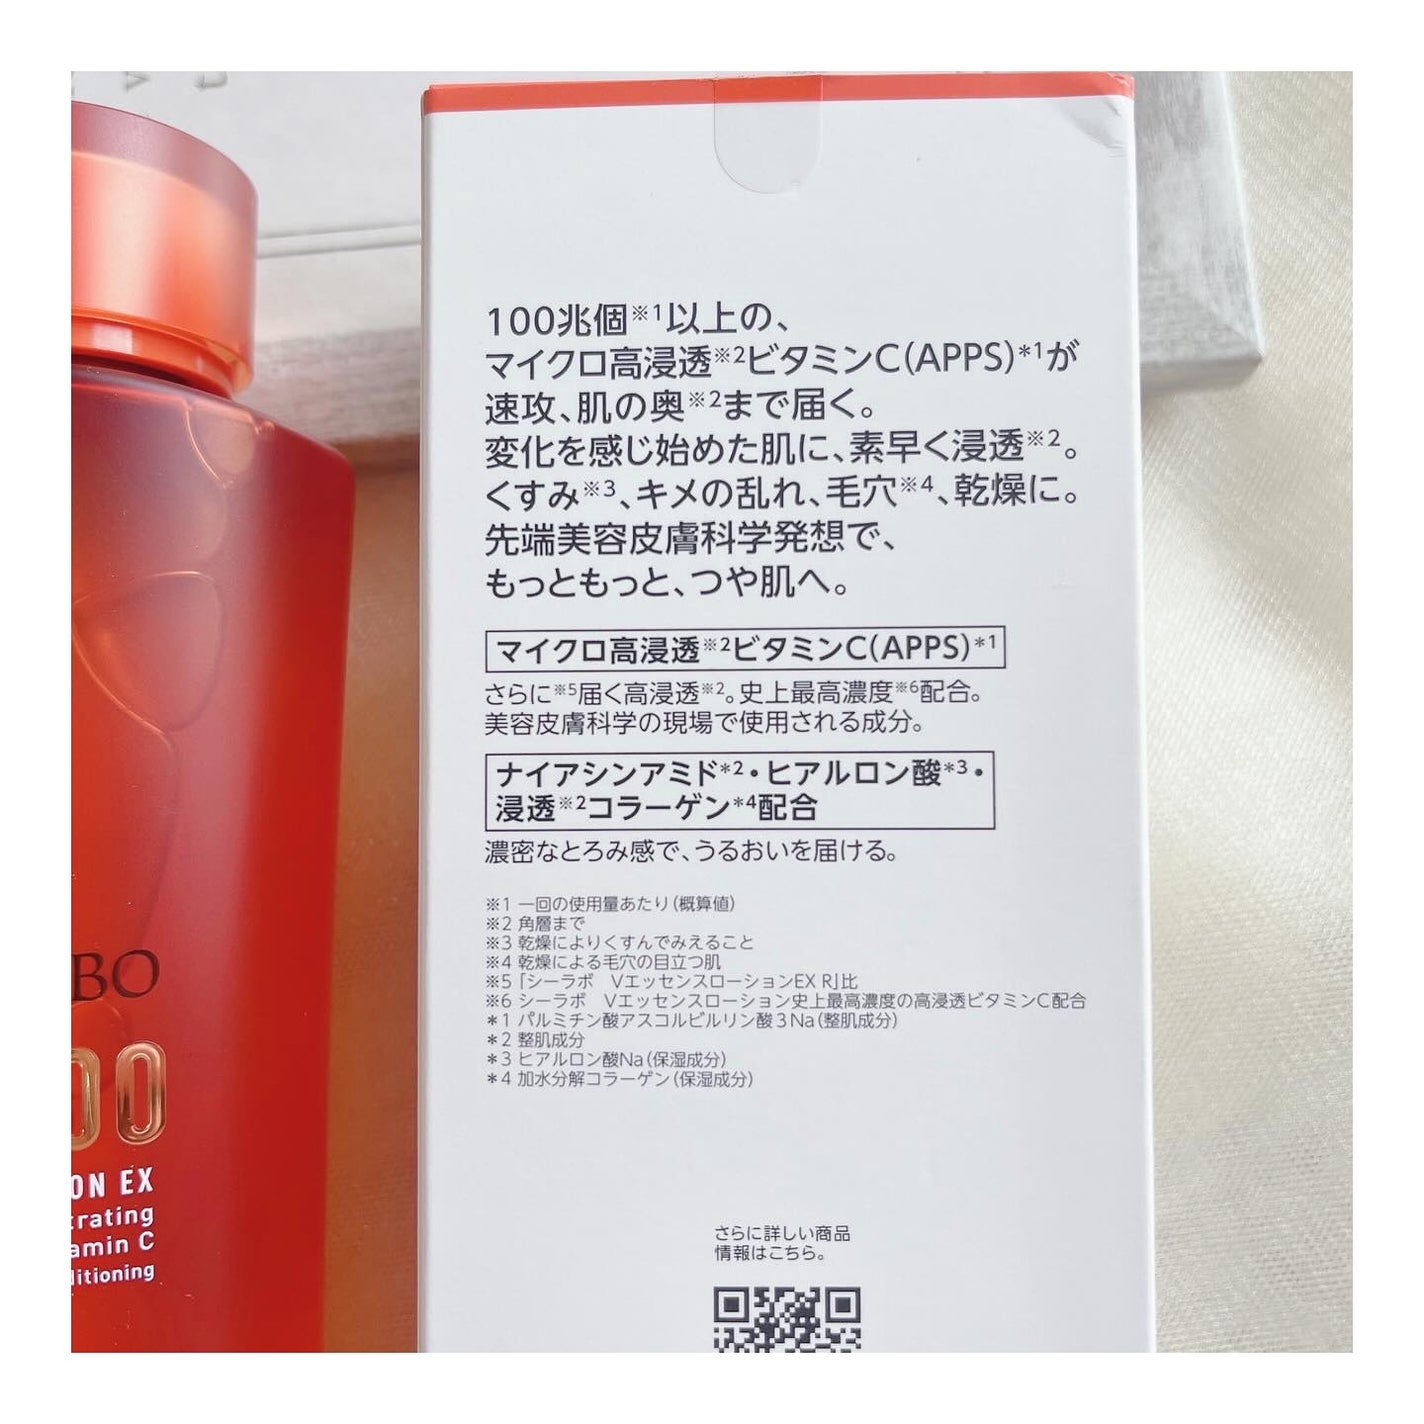 100兆個※1以上の、
マイクロ高浸透※2ビタミンC(APPS)*1が
速攻、肌の奥※2まで届く。
変化を感じ始めた肌に、素早く浸透※2。
くすみ※3、キメの乱れ、毛穴※4、乾燥に。
先端美容皮膚科学発想で、
もっともっと、つや肌へ。
マイクロ高浸透※2ビタミンC(APPS)*1
さらに※5届く高浸透※2。史上最高濃度※6配合。
美容皮膚科学の現場で使用される成分。
ナイアシンアミド*2・ヒアルロン酸*3・
浸透※2コラーゲン*4配合
濃密なとろみ感で、うるおいを届ける。
※1 一回の使用量あたり(概算値)
※2 角層まで
※3 乾燥によりくすんでみえること
※4 乾燥による毛穴の目立つ肌
※5「シーラボ　VエッセンスローションEX R」比
※6 シーラボ　Vエッセンスローション史上最高濃度の高浸透ビタミンC配合
*1 パルミチン酸アスコルビルリン酸3Na(整肌成分)
*2 整肌成分
*3 ヒアルロン酸Na(保湿成分)
*4 加水分解コラーゲン(保湿成分)
さらに詳しい商品
情報はこちら。
BO
00
ON EX
trating
amin C
ditioning